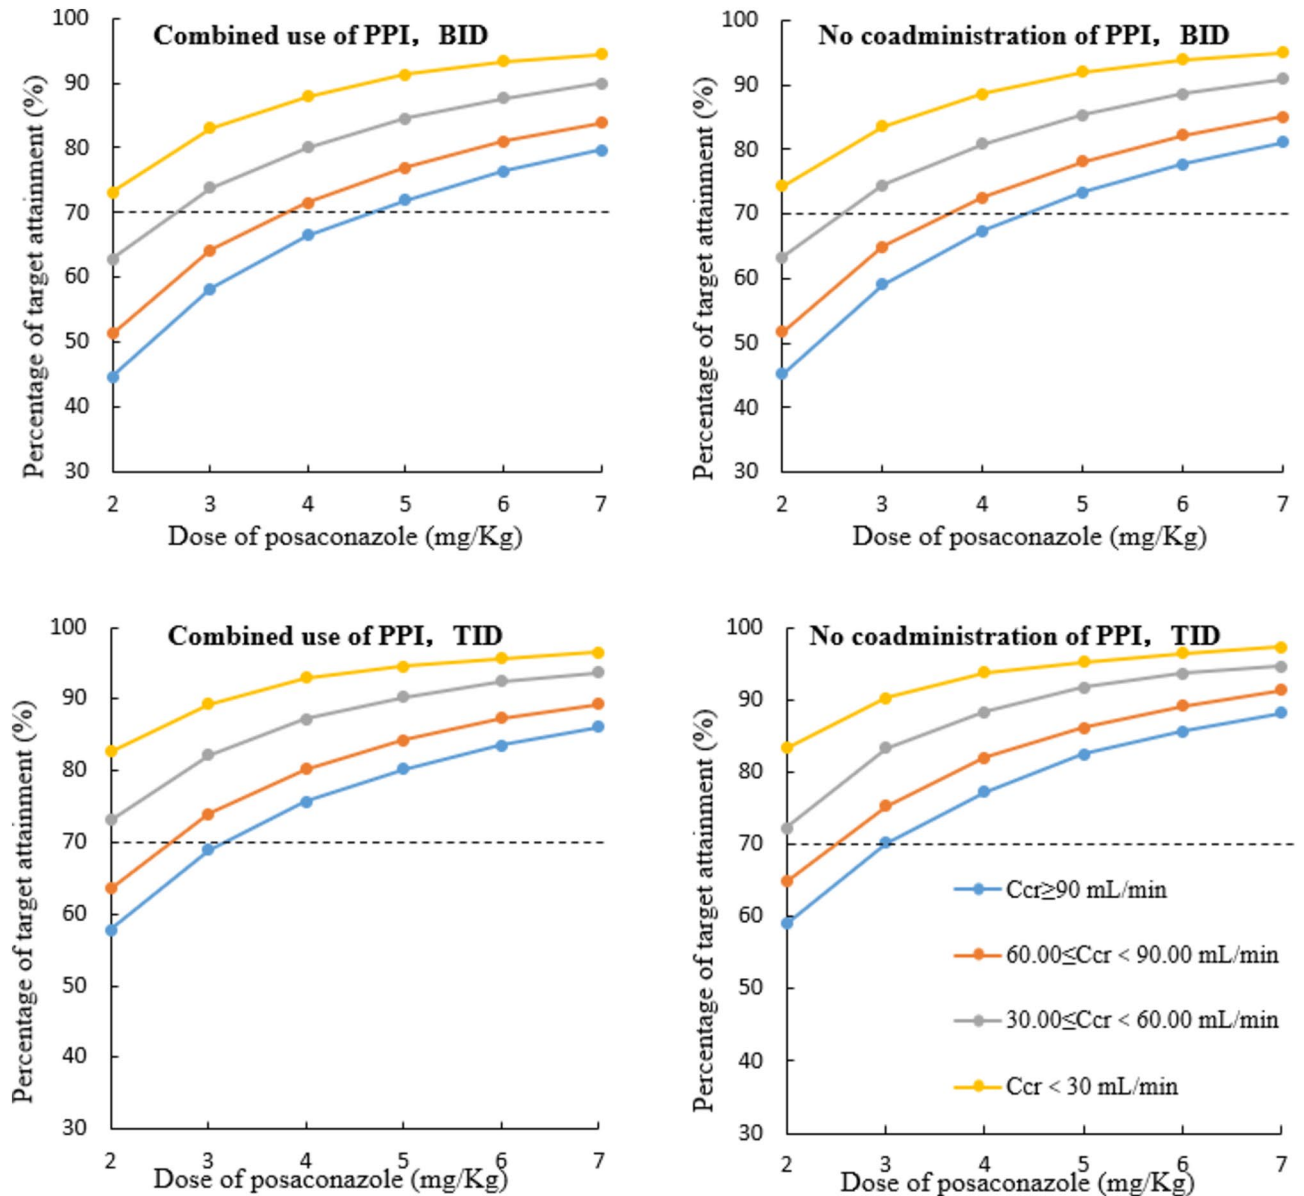 Combined use of PPI, BID
Percentage of target attainment (%)
100
90
80
70
60
50
40
30
2 3 4 5 6 7
Dose of posaconazole (mg/Kg)
No coadministration of PPI, BID
Percentage of target attainment (%)
100
90
80
70
60
50
40
30
2 3 4 5 6 7
Dose of posaconazole (mg/Kg)
Combined use of PPI, TID
Percentage of target attainment (%)
100
90
80
70
60
50
40
30
2 3 4 5 6 7
Dose of posaconazole (mg/Kg)
No coadministration of PPI, TID
Percentage of target attainment (%)
100
90
80
70
60
50
40
30
2 3 4 5 6 7
Dose of posaconazole (mg/Kg)
Ccr≥90 mL/min
60.00≤Ccr < 90.00 mL/min
30.00≤Ccr < 60.00 mL/min
Ccr < 30 mL/min